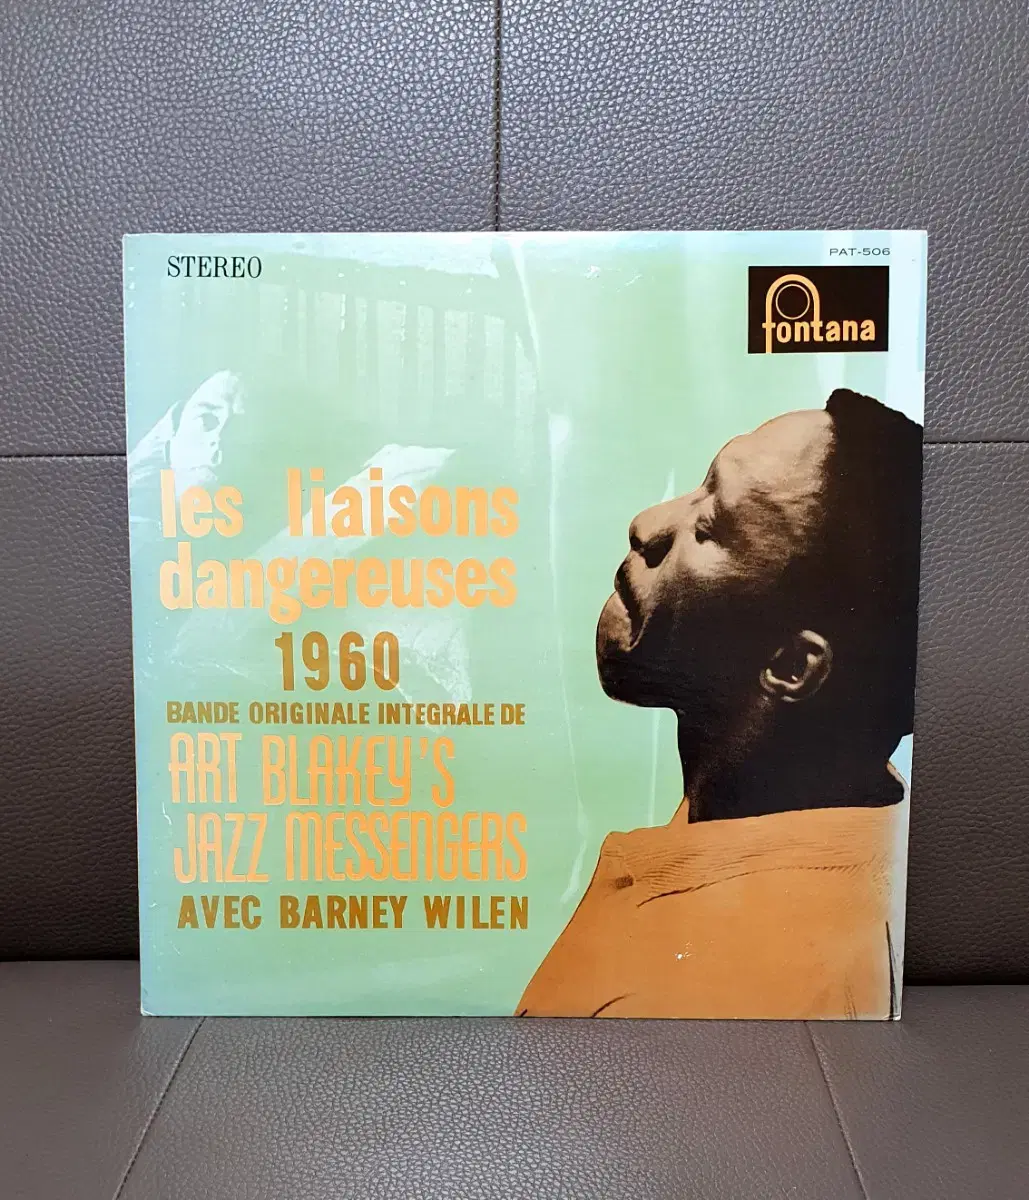 STEREO
PAT-506
fontana
les liaisons
dangereuses
1960
BANDE ORIGINALE INTEGRALE DE
ART BLAKEY'S
JAZZ MESSENGERS
AVEC BARNEY WILEN